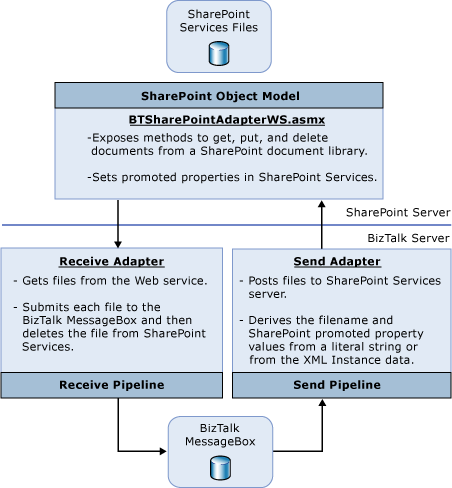 SharePoint
Services Files
SharePoint Object Model
BTSharePointAdapterWS.asmx
-Exposes methods to get, put, and delete
documents from a SharePoint document library.
-Sets promoted properties in SharePoint Services.
SharePoint Server
BizTalk Server
Receive Adapter
- Gets files from the Web service.
- Submits each file to the
BizTalk MessageBox and then
deletes the file from SharePoint
Services.
Receive Pipeline
Send Adapter
- Posts files to SharePoint Services
server.
- Derives the filename and
SharePoint promoted property
values from a literal string or
from the XML Instance data.
Send Pipeline
BizTalk
MessageBox